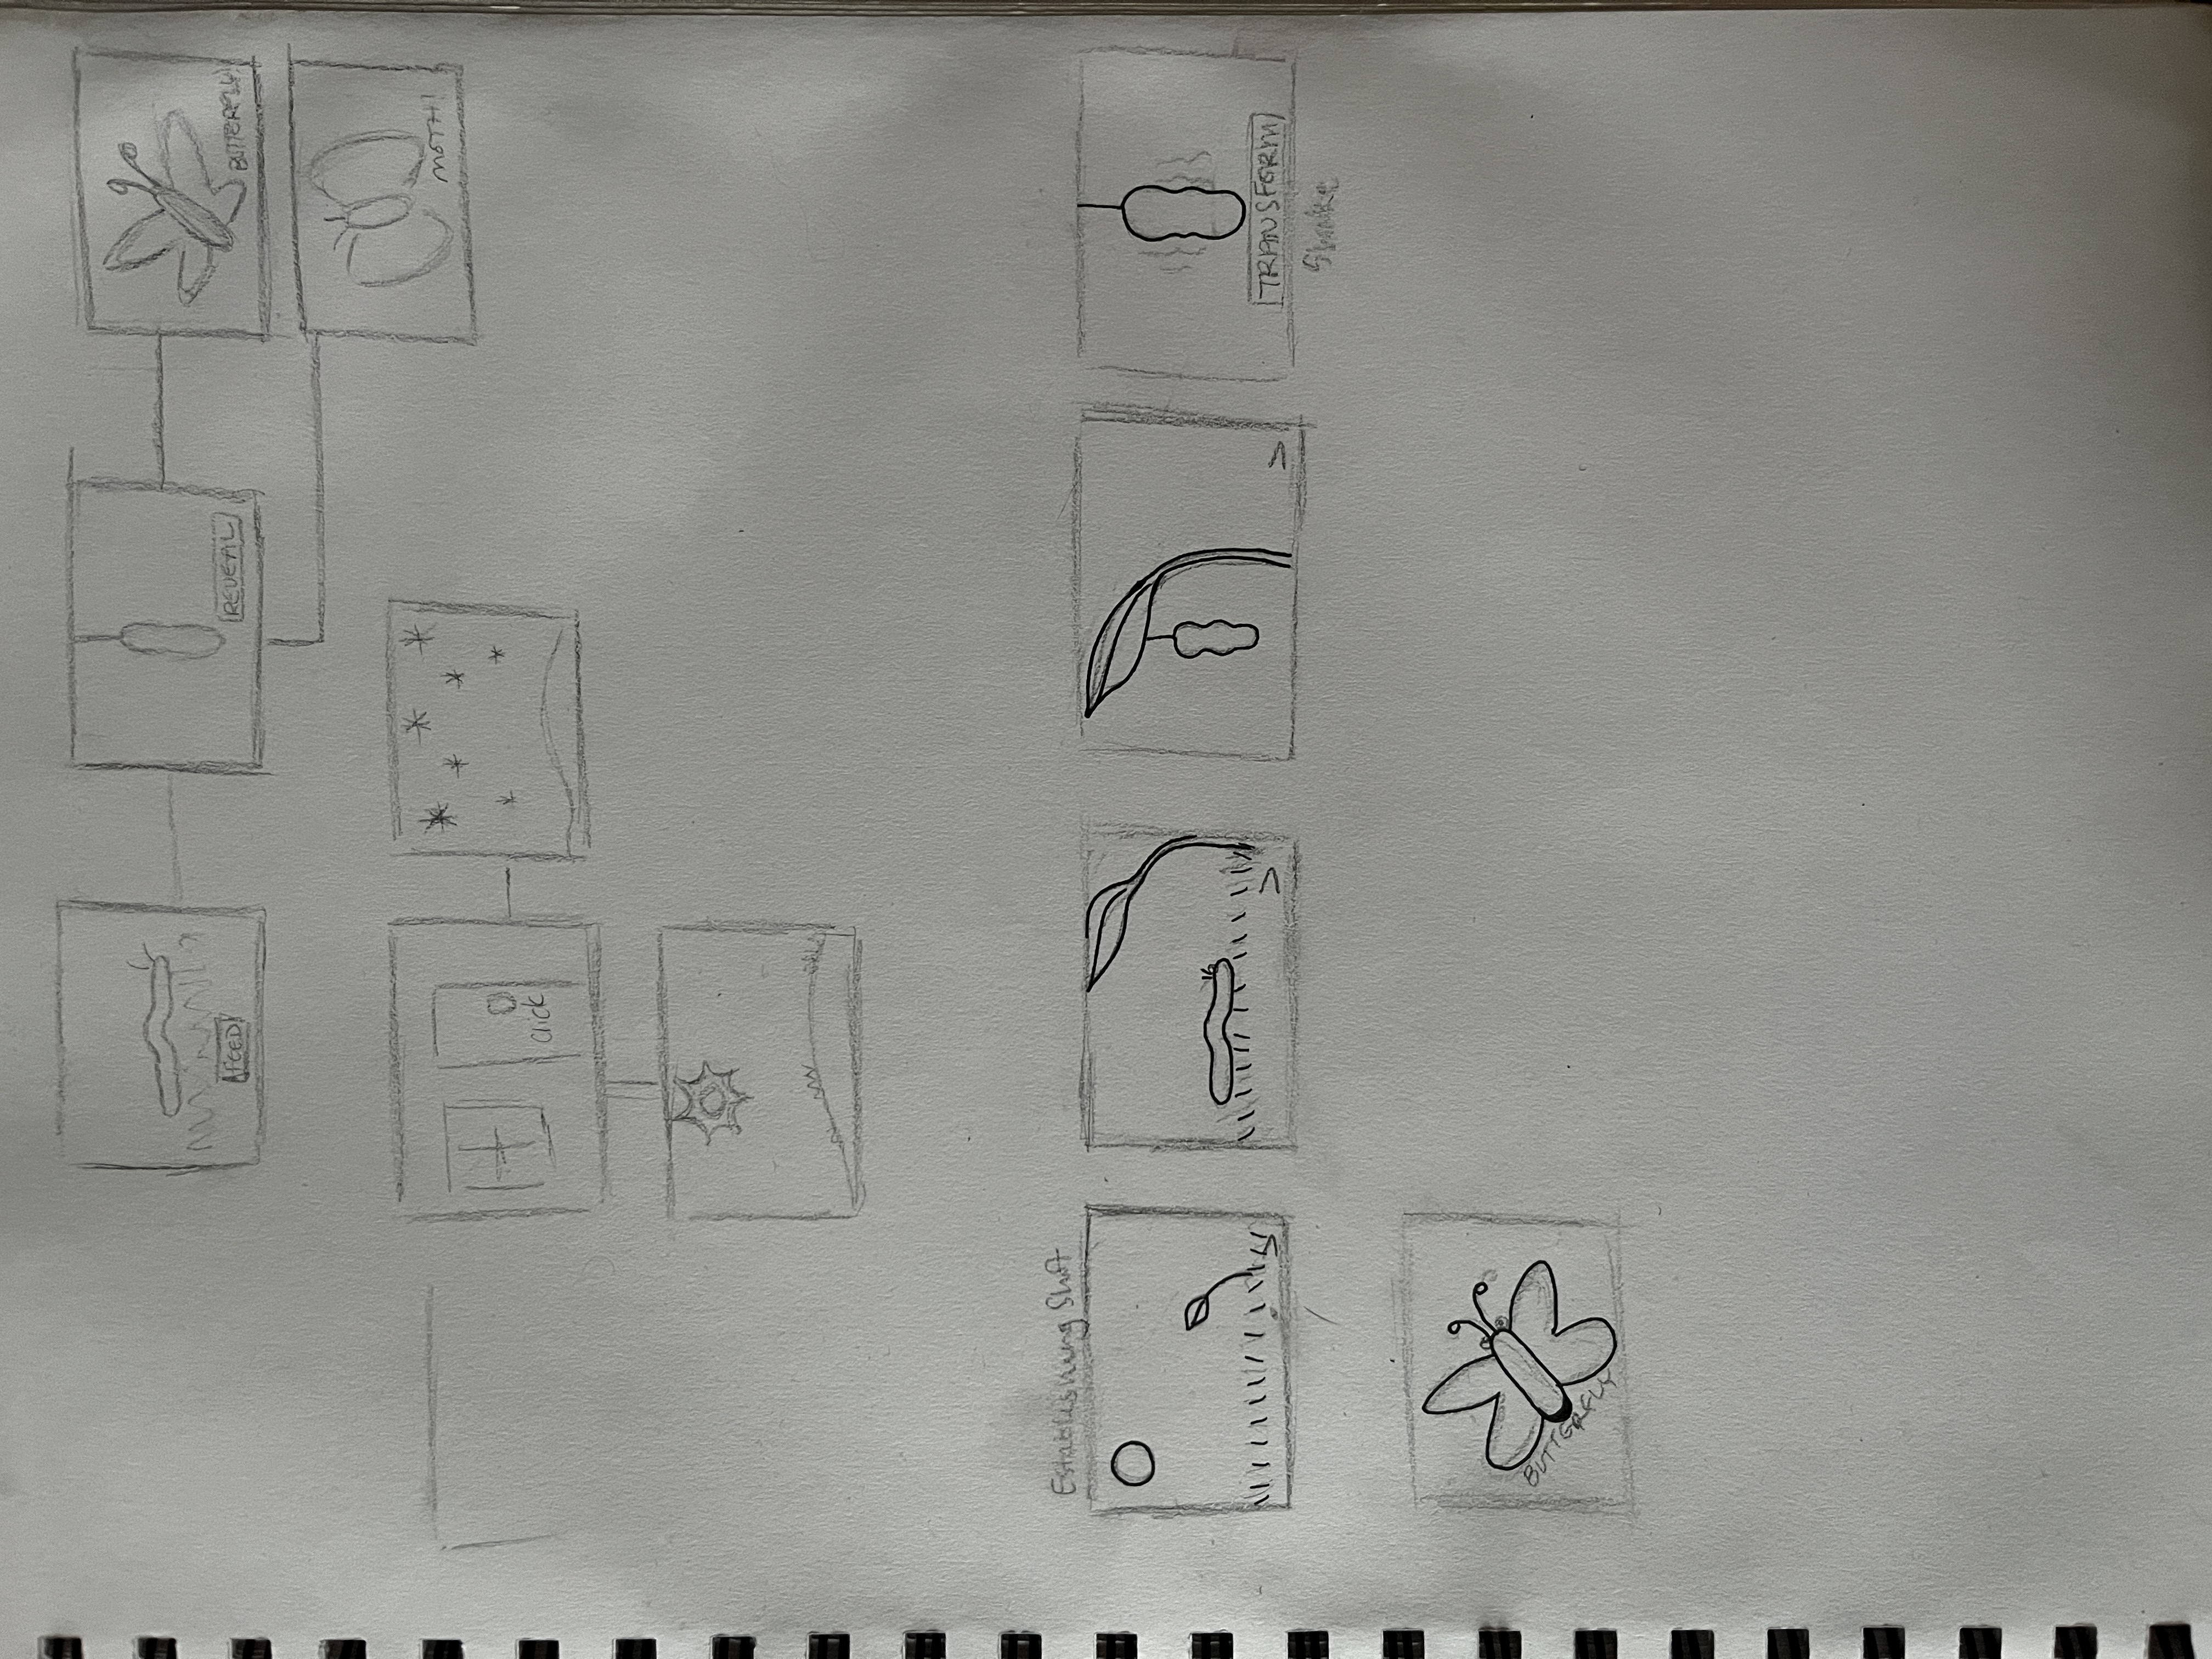 FEED
REVEAL
BUTTERFLY!
MOTH!
click
Establishing Shot
TRANSFORM
Shake
BUTTERFLY